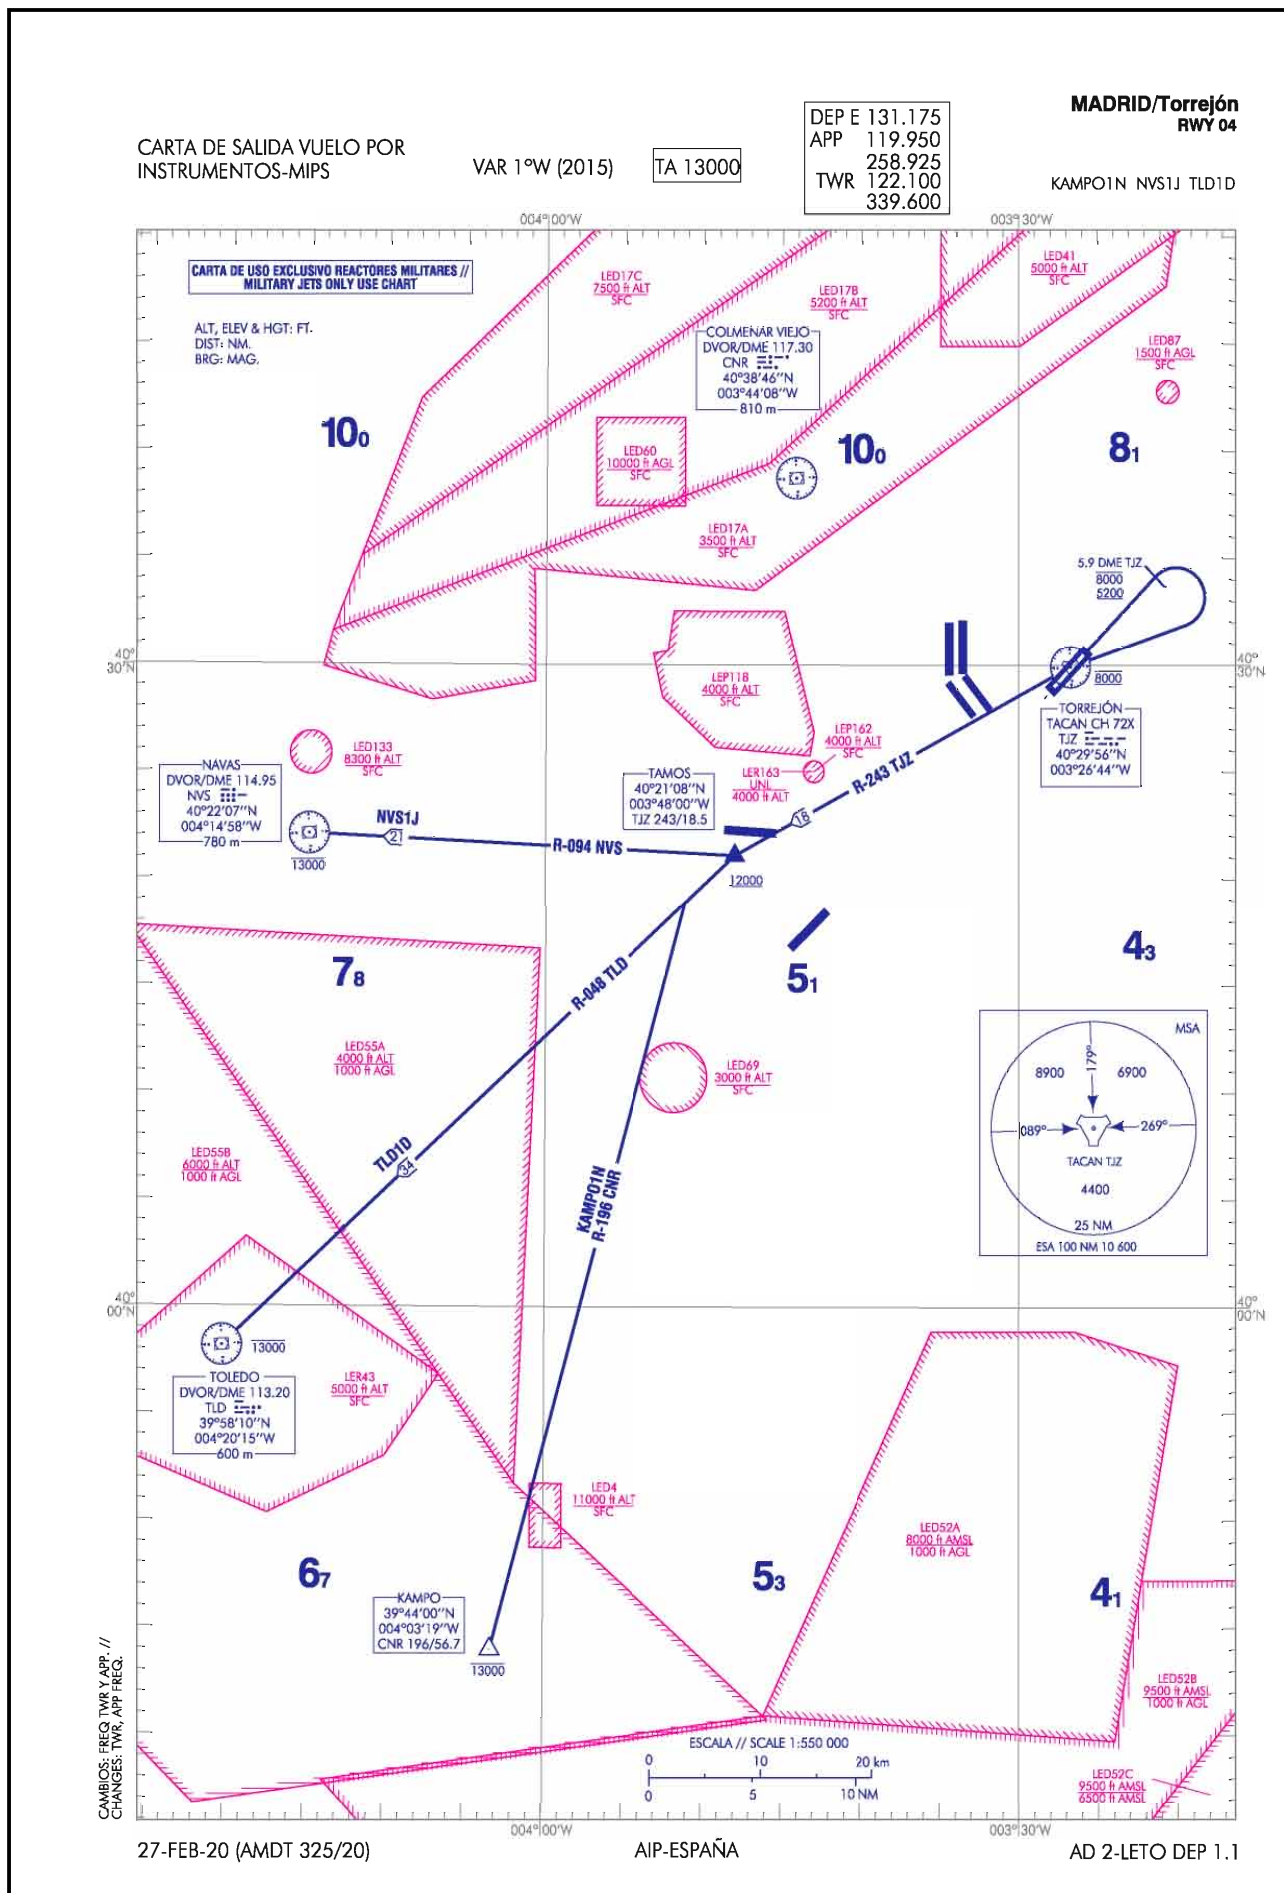 MADRID/Torrejón
RWY 04
CARTA DE SALIDA VUELO POR
INSTRUMENTOS-MIPS
VAR 1°W (2015)
TA 13000
DEP E 131.175
APP 119.950
258.925
TWR 122.100
339.600
KAMPO1N NVS1J TLD1D
004°00'W
003°30'W
CARTA DE USO EXCLUSIVO REACTORES MILITARES //
MILITARY JETS ONLY USE CHART
ALT, ELEV & HGT: FT.
DIST: NM.
BRG: MAG.
LED17C
7500 ft ALT
SFC
LED17B
5200 ft ALT
SFC
LED41
5000 ft ALT
SFC
COLMENAR VIEJO
DVOR/DME 117.30
CNR
40°38'46''N
003°44'08''W
810 m
LED87
1500 ft AGL
SFC
10₀
10₀
8₁
LED60
10000 ft AGL
SFC
LED17A
3500 ft ALT
SFC
5.9 DME TJZ
8000
5200
40°
30'N
40°
30'N
8000
LEP118
4000 ft ALT
SFC
TORREJÓN
TACAN CH 72X
TJZ
40°29'56''N
003°26'44''W
LEP162
4000 ft ALT
SFC
LED133
8300 ft ALT
SFC
LER163
UNL
4000 ft ALT
R-243 TJZ
18
NAVAS
DVOR/DME 114.95
NVS
40°22'07''N
004°14'58''W
780 m
13000
TAMOS
40°21'08''N
003°48'00''W
TJZ 243/18.5
NVS1J
21
R-094 NVS
12000
7₈
5₁
4₃
R-048 TLD
LED55A
4000 ft ALT
1000 ft AGL
LED69
3000 ft ALT
SFC
MSA
8900
179°
6900
089°
269°
TACAN TJZ
4400
25 NM
ESA 100 NM 10 600
LED55B
6000 ft ALT
1000 ft AGL
TLD1D
34
KAMPO1N
R-196 CNR
40°
00'N
40°
00'N
13000
TOLEDO
DVOR/DME 113.20
TLD
39°58'10''N
004°20'15''W
600 m
LER43
5000 ft ALT
SFC
LED4
11000 ft ALT
SFC
LED52A
8000 ft AMSL
1000 ft AGL
6₇
5₃
4₁
KAMPO
39°44'00''N
004°03'19''W
CNR 196/56.7
13000
LED52B
9500 ft AMSL
1000 ft AGL
LED52C
9500 ft AMSL
6500 ft AMSL
ESCALA // SCALE 1:550 000
0 10 20 km
0 5 10 NM
CAMBIOS: FREQ TWR Y APP. //
CHANGES: TWR, APP FREQ.
004°00'W
003°30'W
27-FEB-20 (AMDT 325/20)
AIP-ESPAÑA
AD 2-LETO DEP 1.1